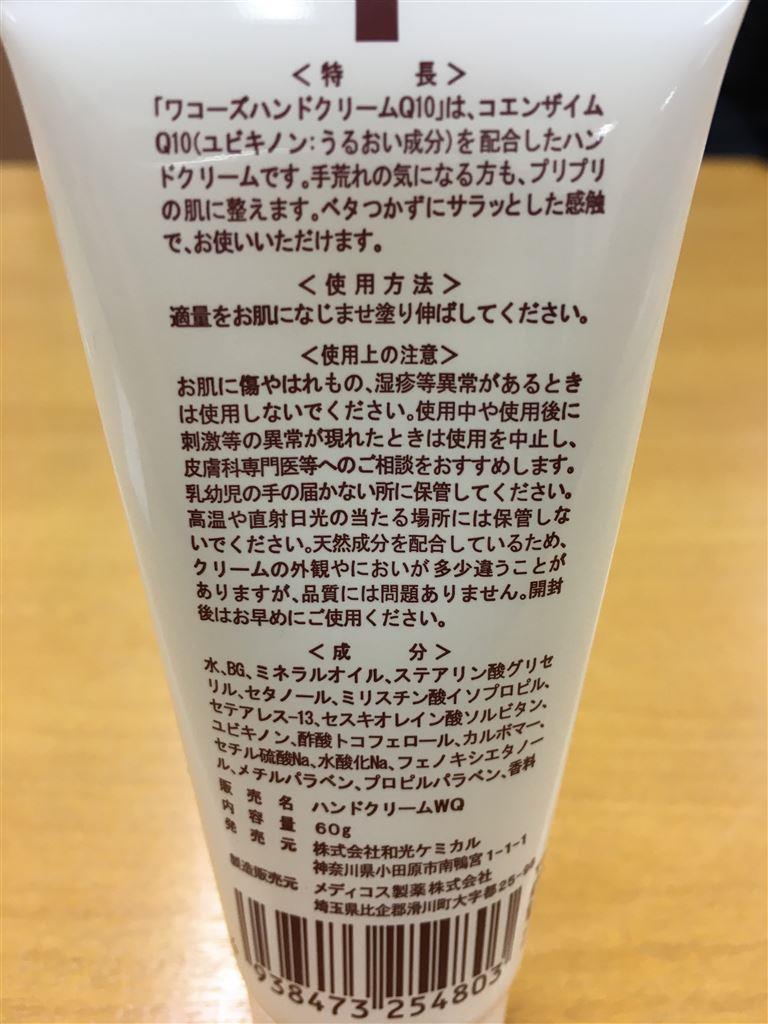 ＜特　長＞
「ワコーズハンドクリームQ10」は、コエンザイム
Q10(ユビキノン：うるおい成分)を配合したハン
ドクリームです。手荒れの気になる方も、プリプリ
の肌に整えます。ベタつかずにサラッとした感触
で、お使いいただけます。
＜使用方法＞
適量をお肌になじませ塗り伸ばしてください。
＜使用上の注意＞
お肌に傷やはれもの、湿疹等異常があるとき
は使用しないでください。使用中や使用後に
刺激等の異常が現れたときは使用を中止し、
皮膚科専門医等へのご相談をおすすめします。
乳幼児の手の届かない所に保管してください。
高温や直射日光の当たる場所には保管しな
いでください。天然成分を配合しているため、
クリームの外観やにおいが多少違うことが
ありますが、品質には問題ありません。開封
後はお早めにご使用ください。
＜成　分＞
水、BG、ミネラルオイル、ステアリン酸グリセ
リル、セタノール、ミリスチン酸イソプロピル、
セテアレス-13、セスキオレイン酸ソルビタン、
ユビキノン、酢酸トコフェロール、カルボマー、
セチル硫酸Na、水酸化Na、フェノキシエタノー
ル、メチルパラベン、プロピルパラベン、香料
販売名 ハンドクリームWQ
内容量 60g
発売元 株式会社和光ケミカル
神奈川県小田原市南鴨宮1-1-1
製造販売元 メディコス製薬株式会社
埼玉県比企郡滑川町大字都25-
938473 254803